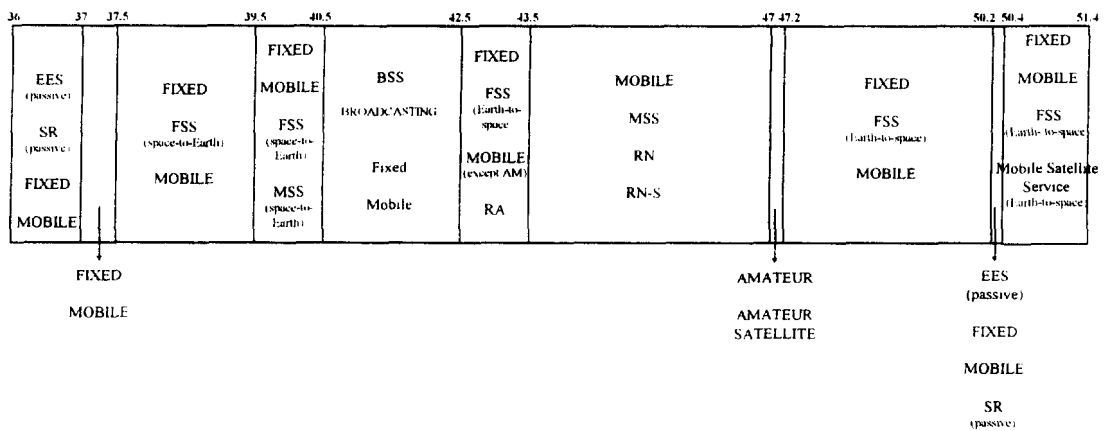 36 37 37.5 39.5 40.5 42.5 43.5 47 47.2 50.2 50.4 51.4
EES
(passive)
SR
(passive)
FIXED
MOBILE
FIXED
MOBILE
FIXED
FSS
(space-to-Earth)
MOBILE
FIXED
MOBILE
FSS
(space-to-
Earth)
MSS
(space-to-
Earth)
BSS
BROADCASTING
Fixed
Mobile
FIXED
FSS
(Earth-to-
space
MOBILE
(except AM)
RA
MOBILE
MSS
RN
RN-S
AMATEUR
AMATEUR
SATELLITE
FIXED
FSS
(Earth-to-space)
MOBILE
EES
(passive)
FIXED
MOBILE
SR
(passive)
FIXED
MOBILE
FSS
(Earth- to-space)
Mobile Satellite
Service
(Earth-to-space)